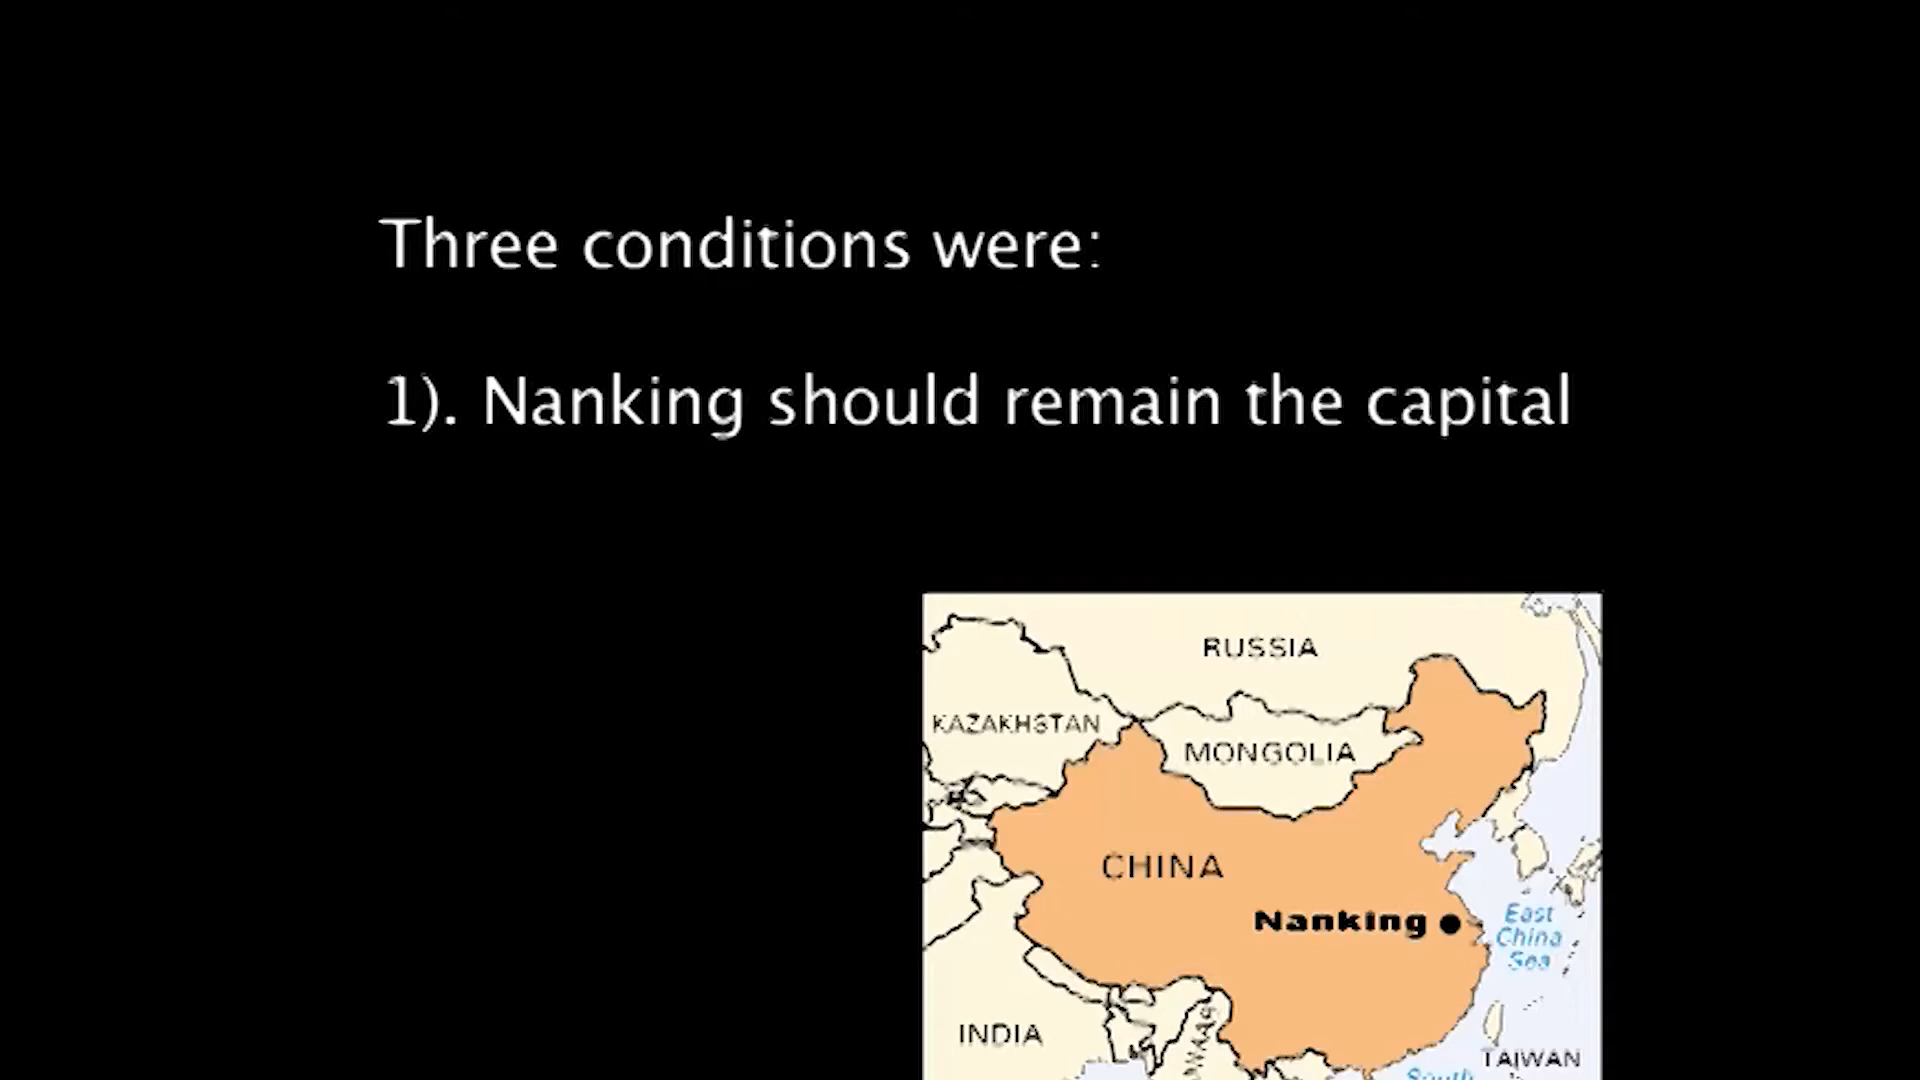 Three conditions were:
1). Nanking should remain the capital
RUSSIA
KAZAKHSTAN
MONGOLIA
CHINA
Nanking
East
China
Sea
INDIA
TAIWAN
South